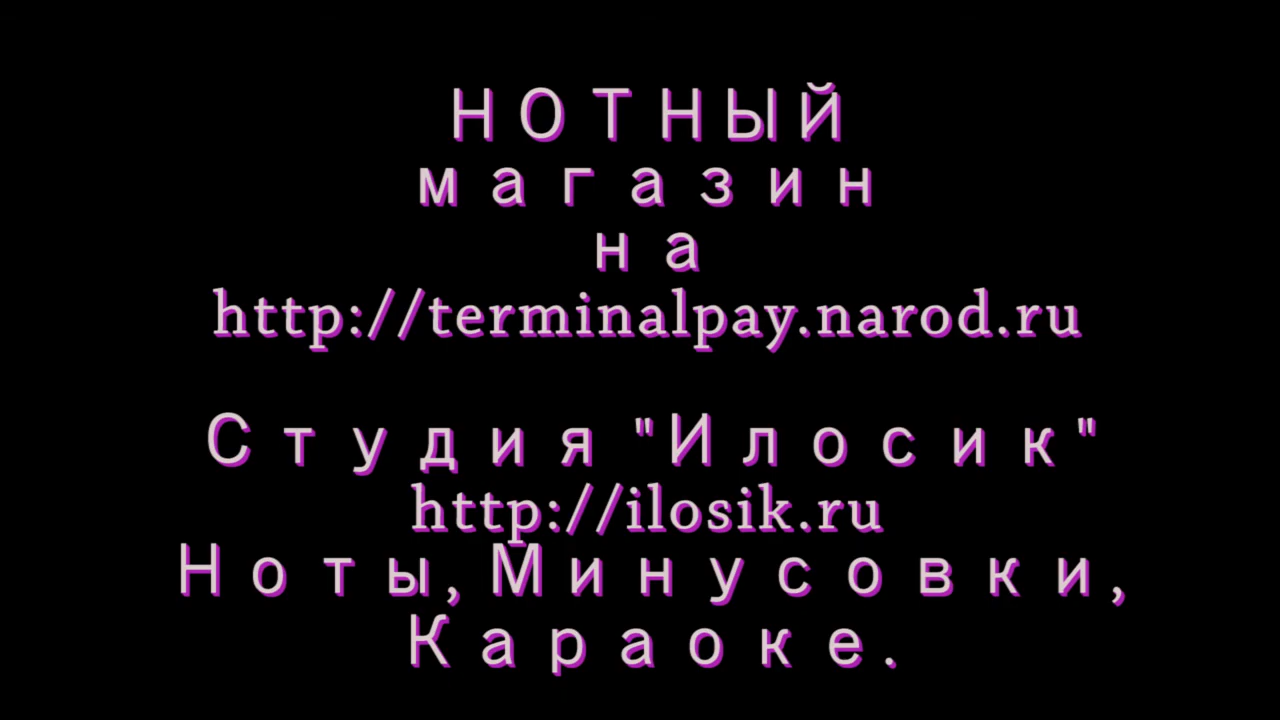 НОТНЫЙ
магазин
на
http://terminalpay.narod.ru
Студия "Илосик"
http://ilosik.ru
Ноты, Минусовки,
Караоке.